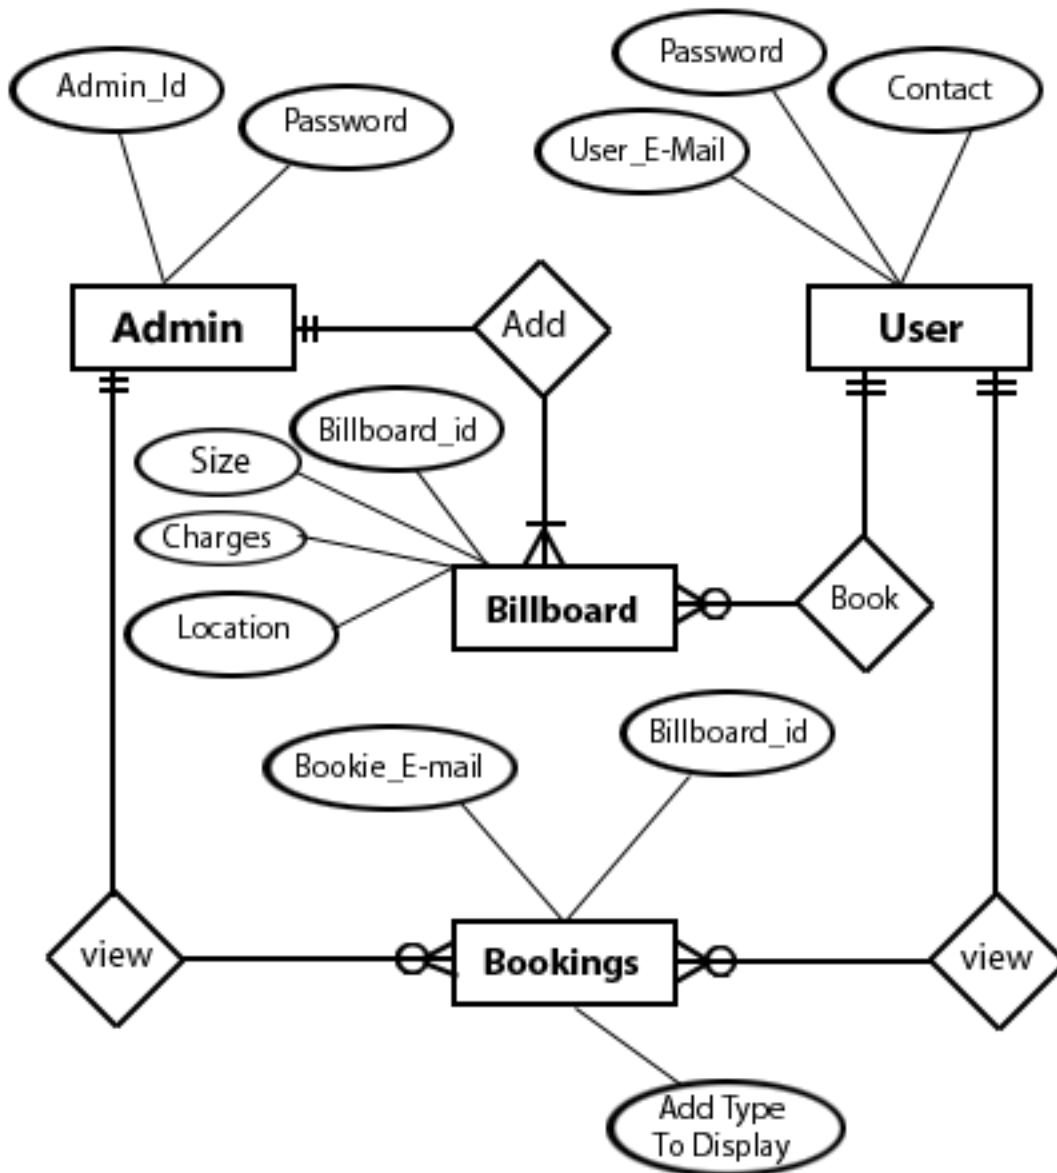 Password
Admin_Id
Contact
Password
User_E-Mail
Admin
Add
User
Billboard_id
Size
Charges
Book
Billboard
Location
Billboard_id
Bookie_E-mail
view
Bookings
view
Add Type
To Display